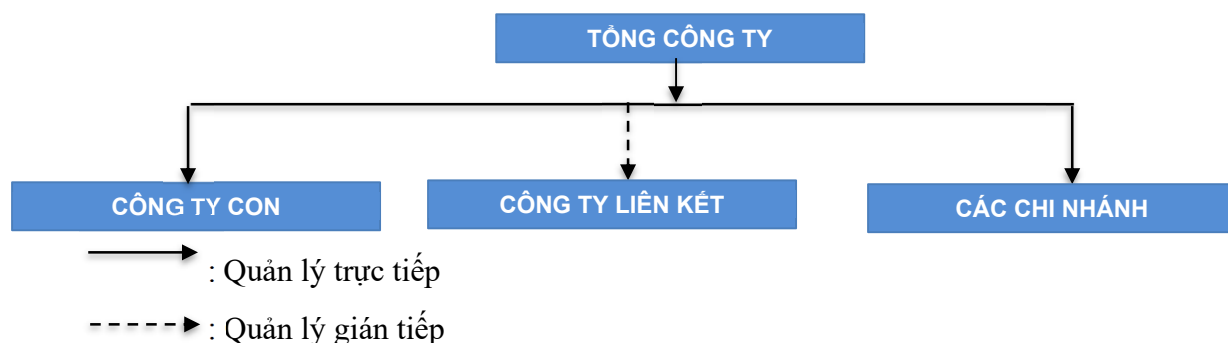 TỔNG CÔNG TY
CÔNG TY CON
CÔNG TY LIÊN KẾT
CÁC CHI NHÁNH
: Quản lý trực tiếp
: Quản lý gián tiếp